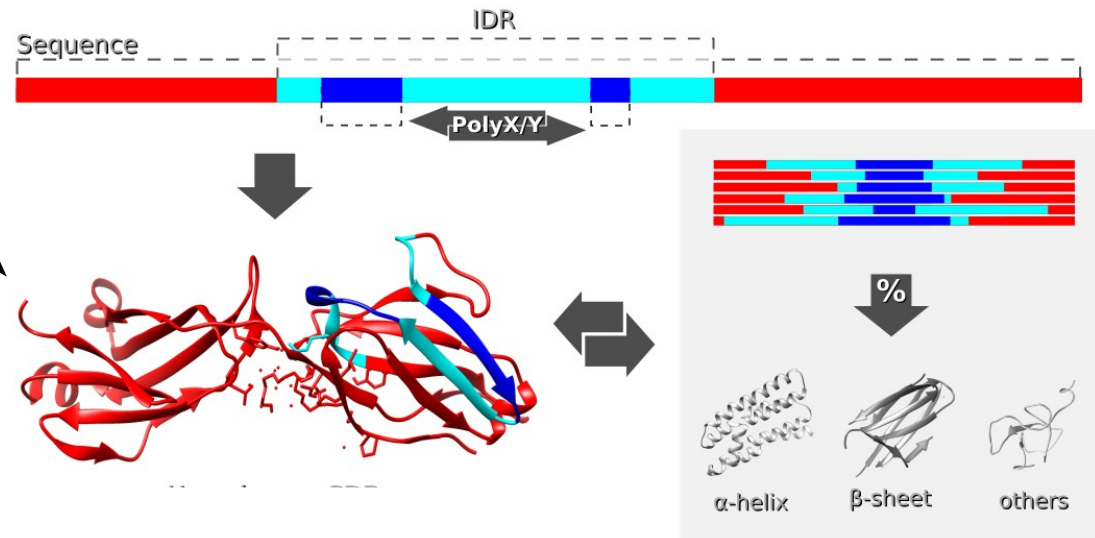 IDR
Sequence
PolyX/Y
%
α-helix
β-sheet
others